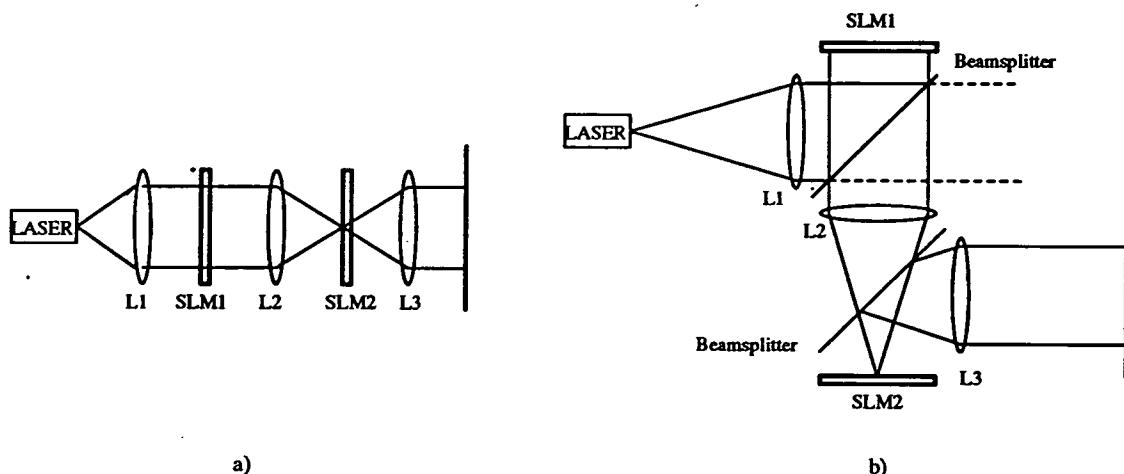 LASER
L1
SLM1
L2
SLM2
L3
a)
SLM1
Beamsplitter
LASER
L1
L2
Beamsplitter
L3
SLM2
b)